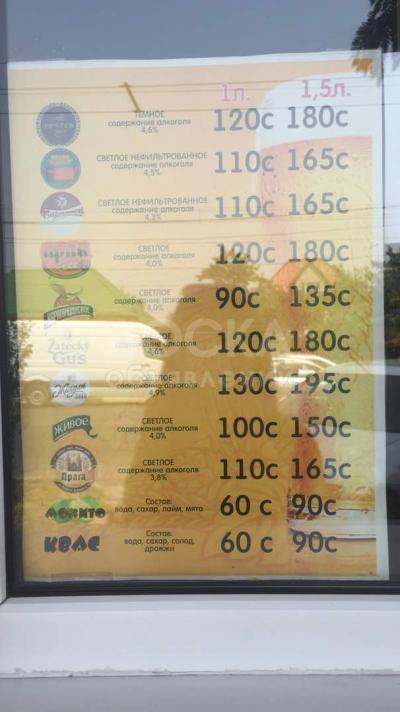 1л. 1,5л.
ТЕМНОЕ
содержание алкоголя
4,6%
120с 180с
СВЕТЛОЕ НЕФИЛЬТРОВАННОЕ
содержание алкоголя
4,5%
110с 165с
СВЕТЛОЕ НЕФИЛЬТРОВАННОЕ
содержание алкоголя
4,3%
110с 165с
СВЕТЛОЕ
содержание алкоголя
4,0%
120с 180с
СВЕТЛОЕ
содержание алкоголя
4,0%
90с 135с
Žatecký
Gus
СВЕТЛОЕ
содержание алкоголя
4,6%
120с 180с
содержание алкоголя
4,9%
130с 195с
ЖИВОЕ
СВЕТЛОЕ
содержание алкоголя
4,0%
100с 150с
Прага
СВЕТЛОЕ
содержание алкоголя
3,8%
110с 165с
МОХИТО
Состав:
вода, сахар, лайм, мята
60 с 90с
КВАС
Состав:
вода, сахар, солод,
дрожжи
60 с 90с